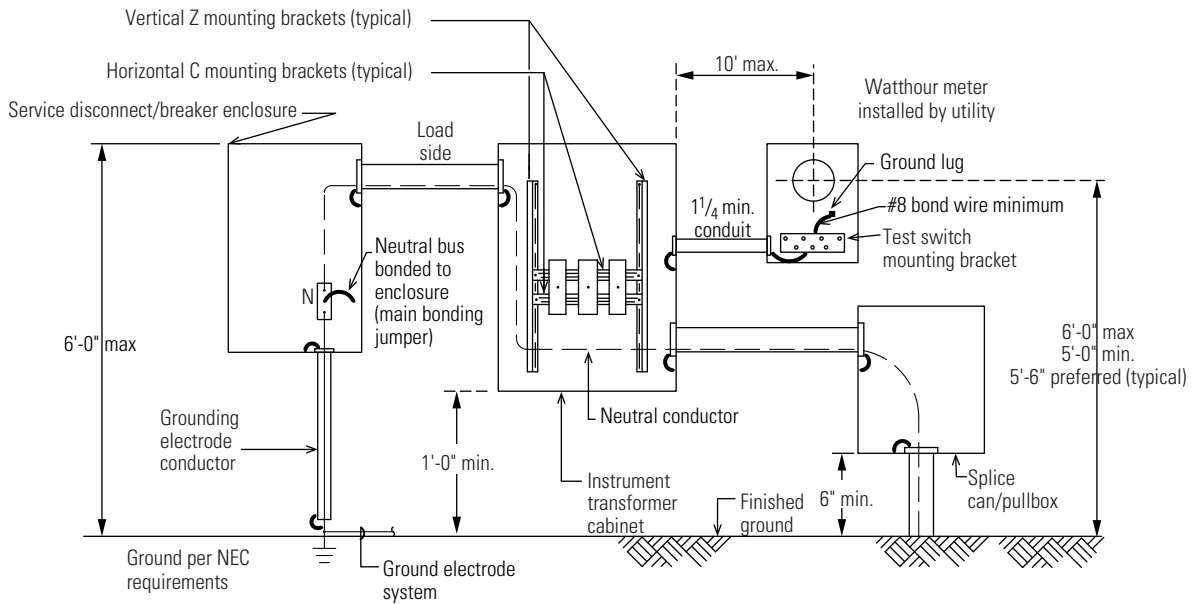 Vertical Z mounting brackets (typical)
Horizontal C mounting brackets (typical)
Service disconnect/breaker enclosure
Load
side
10' max.
Watthour meter
installed by utility
Ground lug
#8 bond wire minimum
1 1/4 min.
conduit
Test switch
mounting bracket
Neutral bus
bonded to
enclosure
(main bonding
jumper)
N
6'-0" max
6'-0" max
5'-0" min.
5'-6" preferred (typical)
Grounding
electrode
conductor
1'-0" min.
Neutral conductor
Instrument
transformer
cabinet
Finished
ground
6" min.
Splice
can/pullbox
Ground per NEC
requirements
Ground electrode
system